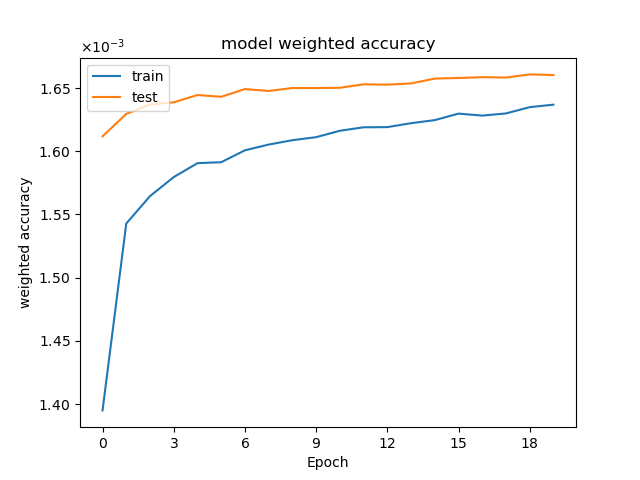 model weighted accuracy
×10⁻³
train
test
1.65
1.60
1.55
1.50
1.45
1.40
weighted accuracy
0 3 6 9 12 15 18
Epoch